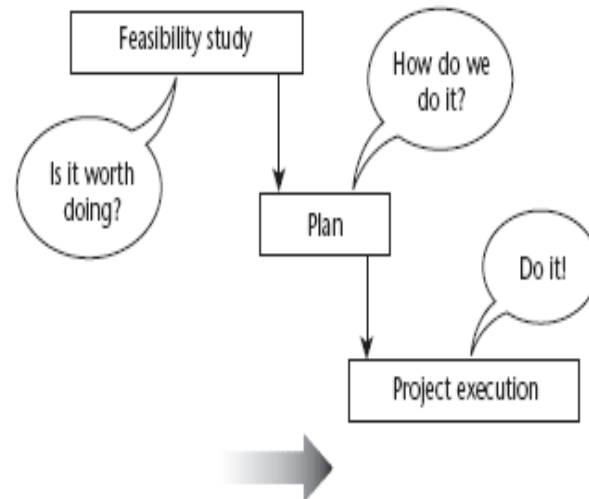 Feasibility study
How do we
do it?
Is it worth
doing?
Plan
Do it!
Project execution